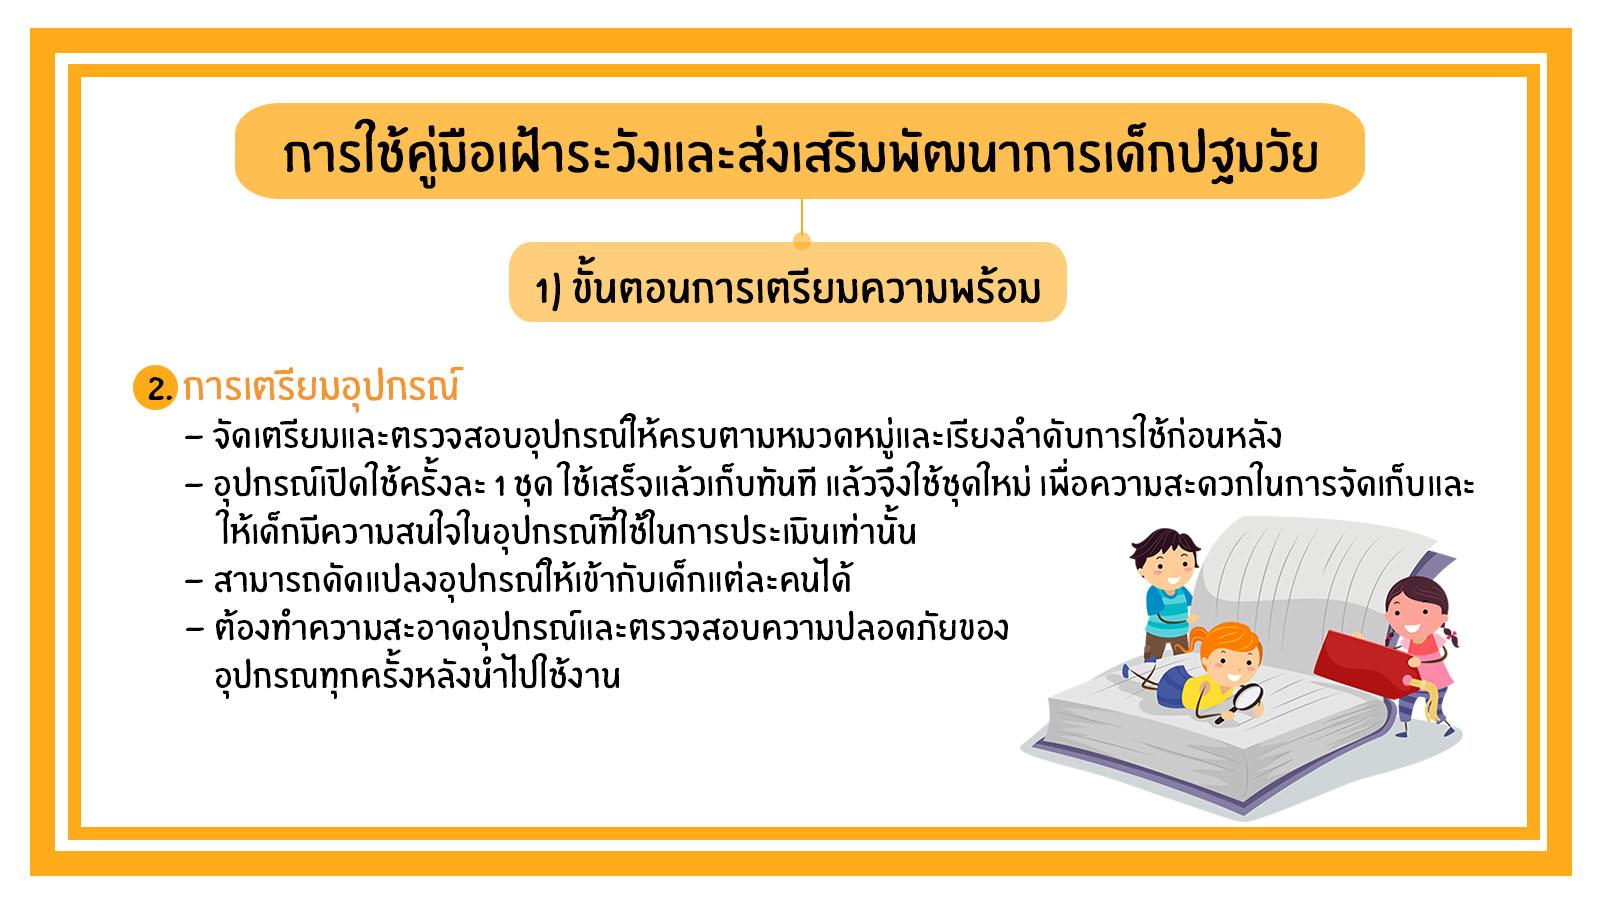 การใช้คู่มือเฝ้าระวังและส่งเสริมพัฒนาการเด็กปฐมวัย
1) ขั้นตอนการเตรียมความพร้อม
2. การเตรียมอุปกรณ์
– จัดเตรียมและตรวจสอบอุปกรณ์ให้ครบตามหมวดหมู่และเรียงลำดับการใช้ก่อนหลัง
– อุปกรณ์เปิดใช้ครั้งละ 1 ชุด ใช้เสร็จแล้วเก็บทันที แล้วจึงใช้ชุดใหม่ เพื่อความสะดวกในการจัดเก็บและ
ให้เด็กมีความสนใจในอุปกรณ์ที่ใช้ในการประเมินเท่านั้น
– สามารถดัดแปลงอุปกรณ์ให้เข้ากับเด็กแต่ละคนได้
– ต้องทำความสะอาดอุปกรณ์และตรวจสอบความปลอดภัยของ
อุปกรณทุกครั้งหลังนำไปใช้งาน